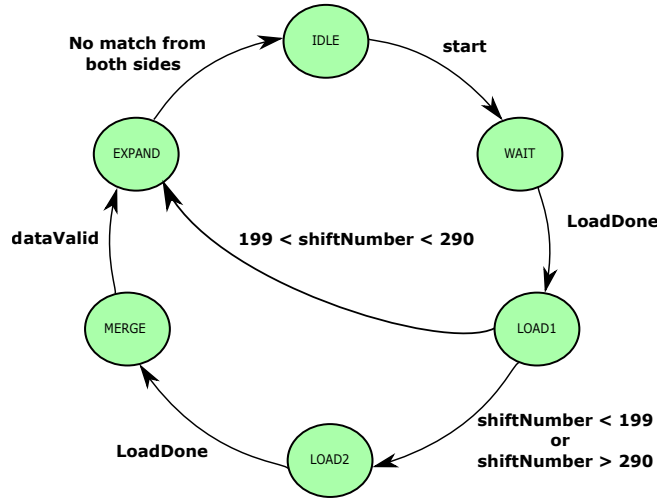 IDLE
No match from
both sides
start
EXPAND
WAIT
LoadDone
dataValid
199 < shiftNumber < 290
MERGE
LOAD1
shiftNumber < 199
or
shiftNumber > 290
LoadDone
LOAD2